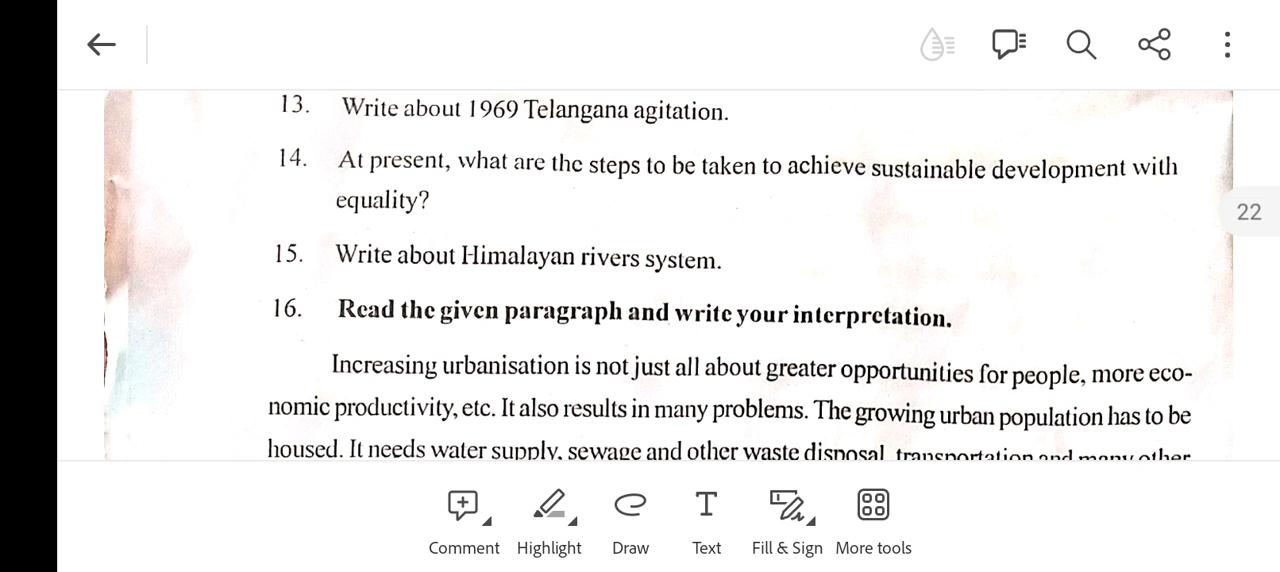 22
13. Write about 1969 Telangana agitation.
14. At present, what are the steps to be taken to achieve sustainable development with
equality?
15. Write about Himalayan rivers system.
16. Read the given paragraph and write your interpretation.
Increasing urbanisation is not just all about greater opportunities for people, more eco-
nomic productivity, etc. It also results in many problems. The growing urban population has to be
housed. It needs water supply, sewage and other waste disposal, transportation and many other
Comment Highlight Draw Text Fill & Sign More tools